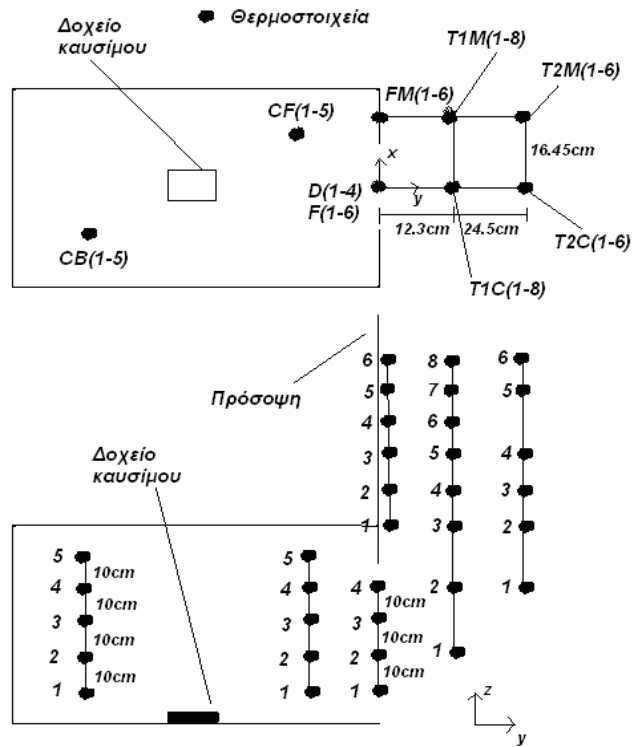 Θερμοστοιχεία
Δοχείο
καυσίμου
T1M(1-8)
T2M(1-6)
FM(1-6)
CF(1-5)
x
16.45cm
D(1-4)
y
F(1-6)
12.3cm
24.5cm
CB(1-5)
T2C(1-6)
T1C(1-8)
Πρόσοψη
6
5
4
3
2
1
8
7
6
5
4
3
2
1
6
5
4
3
2
1
Δοχείο
καυσίμου
5
10cm
4
10cm
3
10cm
2
10cm
1
5
4
3
2
1
4
10cm
3
10cm
2
10cm
1
z
y